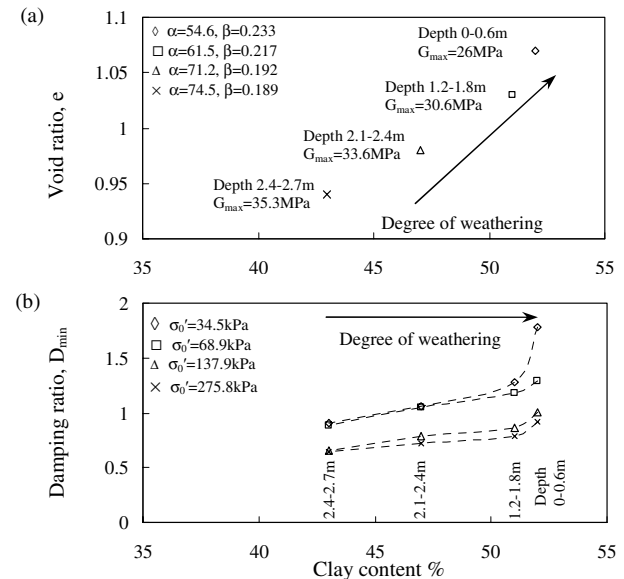 (a)
1.1
1.05
1
0.95
0.9
Void ratio, e
◇ α=54.6, β=0.233
□ α=61.5, β=0.217
△ α=71.2, β=0.192
× α=74.5, β=0.189
Depth 0-0.6m
Gmax=26MPa
Depth 1.2-1.8m
Gmax=30.6MPa
Depth 2.1-2.4m
Gmax=33.6MPa
Depth 2.4-2.7m
Gmax=35.3MPa
Degree of weathering
35 40 45 50 55
(b)
2
1.5
1
0.5
0
Damping ratio, Dmin
◇ σ0′=34.5kPa
□ σ0′=68.9kPa
△ σ0′=137.9kPa
× σ0′=275.8kPa
Degree of weathering
2.4-2.7m
2.1-2.4m
1.2-1.8m
Depth
0-0.6m
35 40 45 50 55
Clay content %